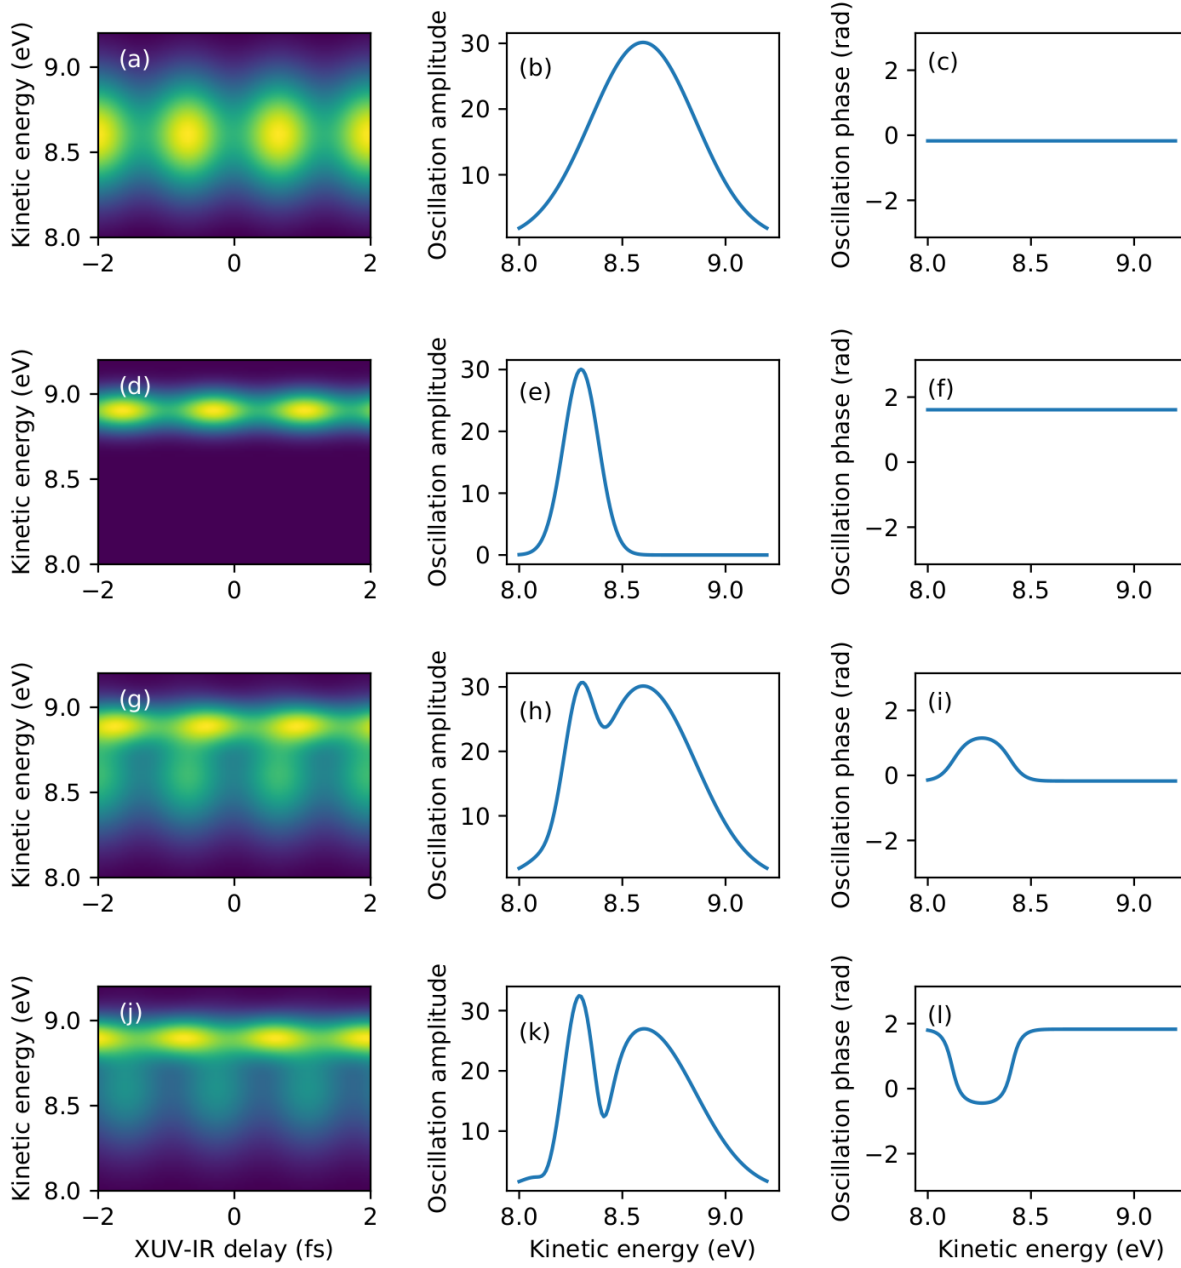 Kinetic energy (eV)
9.0
8.5
8.0
(a)
−2
0
2
Oscillation amplitude
30
20
10
(b)
8.0
8.5
9.0
Oscillation phase (rad)
2
0
−2
(c)
8.0
8.5
9.0
Kinetic energy (eV)
9.0
8.5
8.0
(d)
−2
0
2
Oscillation amplitude
30
20
10
0
(e)
8.0
8.5
9.0
Oscillation phase (rad)
2
0
−2
(f)
8.0
8.5
9.0
Kinetic energy (eV)
9.0
8.5
8.0
(g)
−2
0
2
Oscillation amplitude
30
20
10
(h)
8.0
8.5
9.0
Oscillation phase (rad)
2
0
−2
(i)
8.0
8.5
9.0
Kinetic energy (eV)
9.0
8.5
8.0
(j)
−2
0
2
XUV-IR delay (fs)
Oscillation amplitude
30
20
10
(k)
8.0
8.5
9.0
Kinetic energy (eV)
Oscillation phase (rad)
2
0
−2
(l)
8.0
8.5
9.0
Kinetic energy (eV)